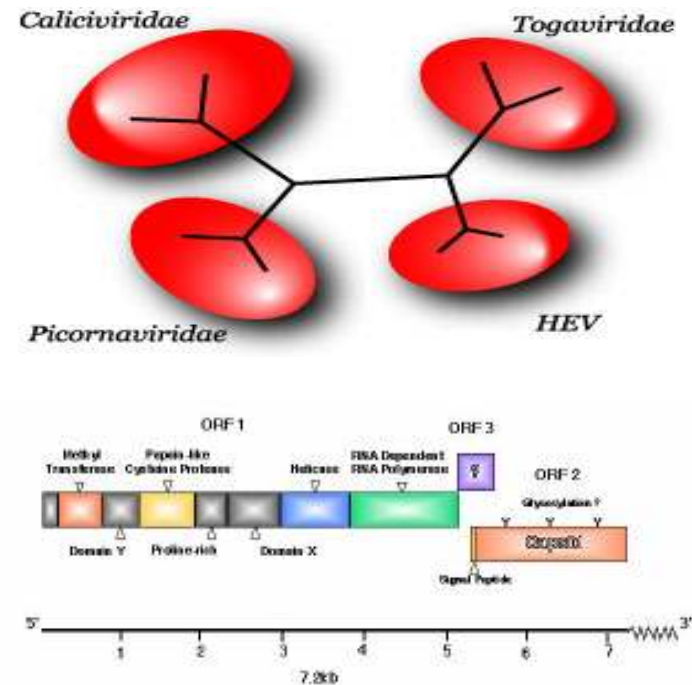 Caliciviridae
Togaviridae
Picornaviridae
HEV
ORF 1
ORF 3
Methyl
Transferase
Papain-like
Cysteine Protease
Helicase
RNA Dependent
RNA Polymerase
ORF 2
Glycosylation ?
Domain Y
Proline-rich
Domain X
Capsid
Signal Peptide
5'
3'
1
2
3
4
5
6
7
7.2kb